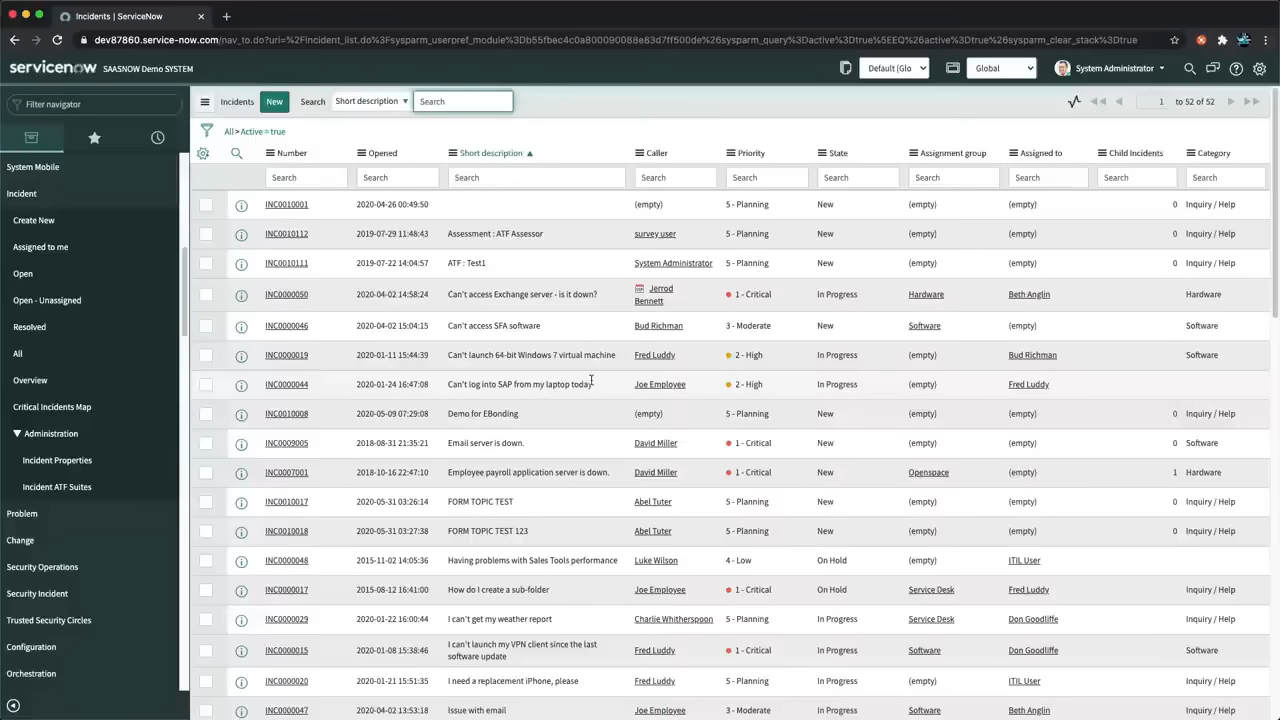 Incidents | ServiceNow
dev87860.service-now.com/nav_to.do?uri=%2Fincident_list.do%3Fsysparm_userpref_module%3Db55fbec4c0a800090088e83d7ff500de%26sysparm_query%3Dactive%3Dtrue%5EEQ%26active%3Dtrue%26sysparm_clear_stack%3Dtrue
servicenow SAASNOW Demo SYSTEM Default (Glo Global System Administrator
Filter navigator
System Mobile
Incident
Create New
Assigned to me
Open
Open - Unassigned
Resolved
All
Overview
Critical Incidents Map
Administration
Incident Properties
Incident ATF Suites
Problem
Change
Security Operations
Security Incident
Trusted Security Circles
Configuration
Orchestration
Incidents New Search Short description Search 1 to 52 of 52
All > Active = true
Number Opened Short description Caller Priority State Assignment group Assigned to Child Incidents Category
Search Search Search Search Search Search Search Search Search Search
INC0010001 2020-04-26 00:49:50 (empty) 5 - Planning New (empty) (empty) 0 Inquiry / Help
INC0010112 2019-07-29 11:48:43 Assessment : ATF Assessor survey user 5 - Planning New (empty) (empty) 0 Inquiry / Help
INC0010111 2019-07-22 14:04:57 ATF : Test1 System Administrator 5 - Planning New (empty) (empty) 0 Inquiry / Help
INC0000050 2020-04-02 14:58:24 Can't access Exchange server - is it down? Jerrod Bennett 1 - Critical In Progress Hardware Beth Anglin Hardware
INC0000046 2020-04-02 15:04:15 Can't access SFA software Bud Richman 3 - Moderate New Software (empty) Software
INC0000019 2020-01-11 15:44:39 Can't launch 64-bit Windows 7 virtual machine Fred Luddy 2 - High In Progress (empty) Bud Richman Software
INC0000044 2020-01-24 16:47:08 Can't log into SAP from my laptop today Joe Employee 2 - High In Progress (empty) Fred Luddy Inquiry / Help
INC0010008 2020-05-09 07:29:08 Demo for EBonding (empty) 5 - Planning New (empty) (empty) 0 Inquiry / Help
INC0009005 2018-08-31 21:35:21 Email server is down. David Miller 1 - Critical New (empty) (empty) 0 Software
INC0007001 2018-10-16 22:47:10 Employee payroll application server is down. David Miller 1 - Critical New Openspace (empty) 1 Hardware
INC0010017 2020-05-31 03:26:14 FORM TOPIC TEST Abel Tuter 5 - Planning New (empty) (empty) 0 Inquiry / Help
INC0010018 2020-05-31 03:27:38 FORM TOPIC TEST 123 Abel Tuter 5 - Planning New (empty) (empty) 0 Inquiry / Help
INC0000048 2015-11-02 14:05:36 Having problems with Sales Tools performance Luke Wilson 4 - Low On Hold (empty) ITIL User Inquiry / Help
INC0000017 2015-08-12 16:41:00 How do I create a sub-folder Joe Employee 1 - Critical On Hold Service Desk Fred Luddy Inquiry / Help
INC0000029 2020-01-22 16:00:44 I can't get my weather report Charlie Whitherspoon 5 - Planning In Progress Service Desk Don Goodliffe Inquiry / Help
INC0000015 2020-01-08 15:38:46 I can't launch my VPN client since the last software update Fred Luddy 1 - Critical In Progress Software Don Goodliffe Software
INC0000020 2020-01-21 15:51:35 I need a replacement iPhone, please Fred Luddy 5 - Planning In Progress (empty) ITIL User Inquiry / Help
INC0000047 2020-04-02 13:53:18 Issue with email Joe Employee 3 - Moderate In Progress Software Beth Anglin Inquiry / Help